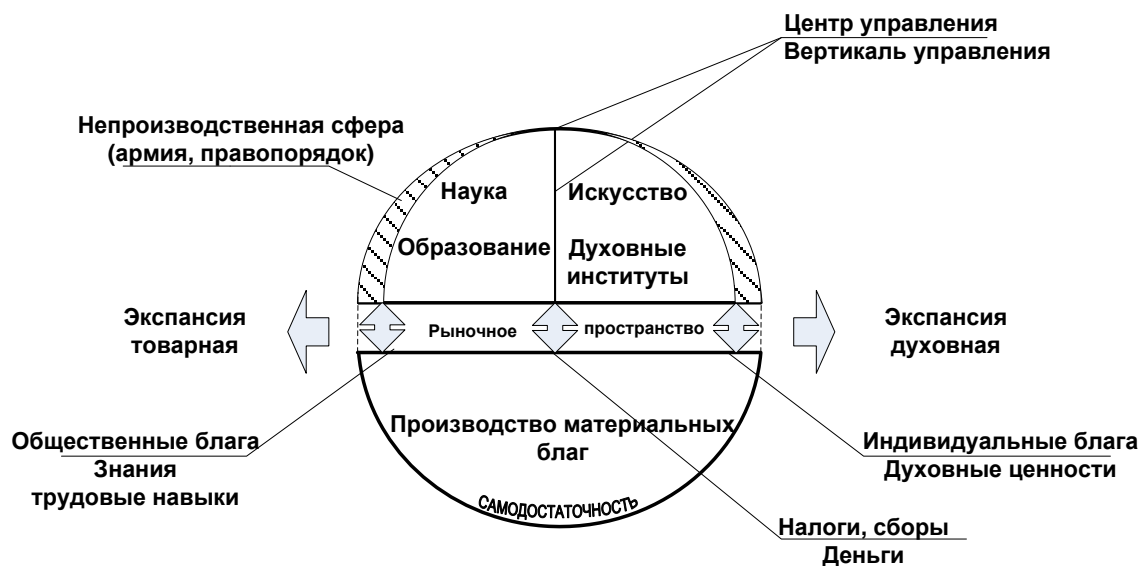 Центр управления
Вертикаль управления
Непроизводственная сфера
(армия, правопорядок)
Наука
Искусство
Образование
Духовные
институты
Экспансия
товарная
Рыночное
пространство
Экспансия
духовная
Производство материальных
благ
Общественные блага
Знания
трудовые навыки
Индивидуальные блага
Духовные ценности
САМОДОСТАТОЧНОСТЬ
Налоги, сборы
Деньги